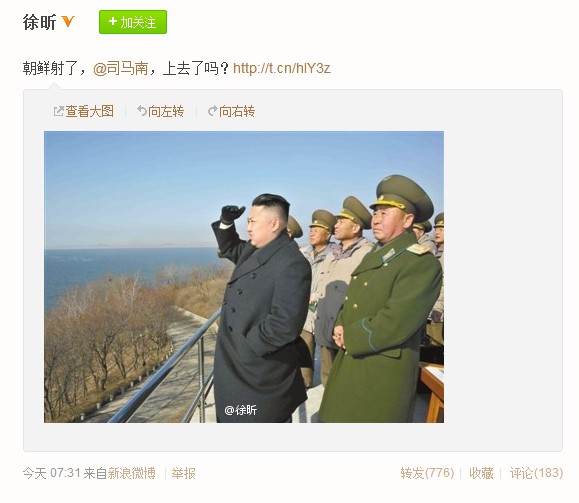 徐昕
+ 加关注
朝鲜射了，@司马南，上去了吗？http://t.cn/hlY3z
查看大图 | 向左转 | 向右转
@徐昕
今天 07:31 来自新浪微博 | 举报 转发(776) | 收藏 | 评论(183)